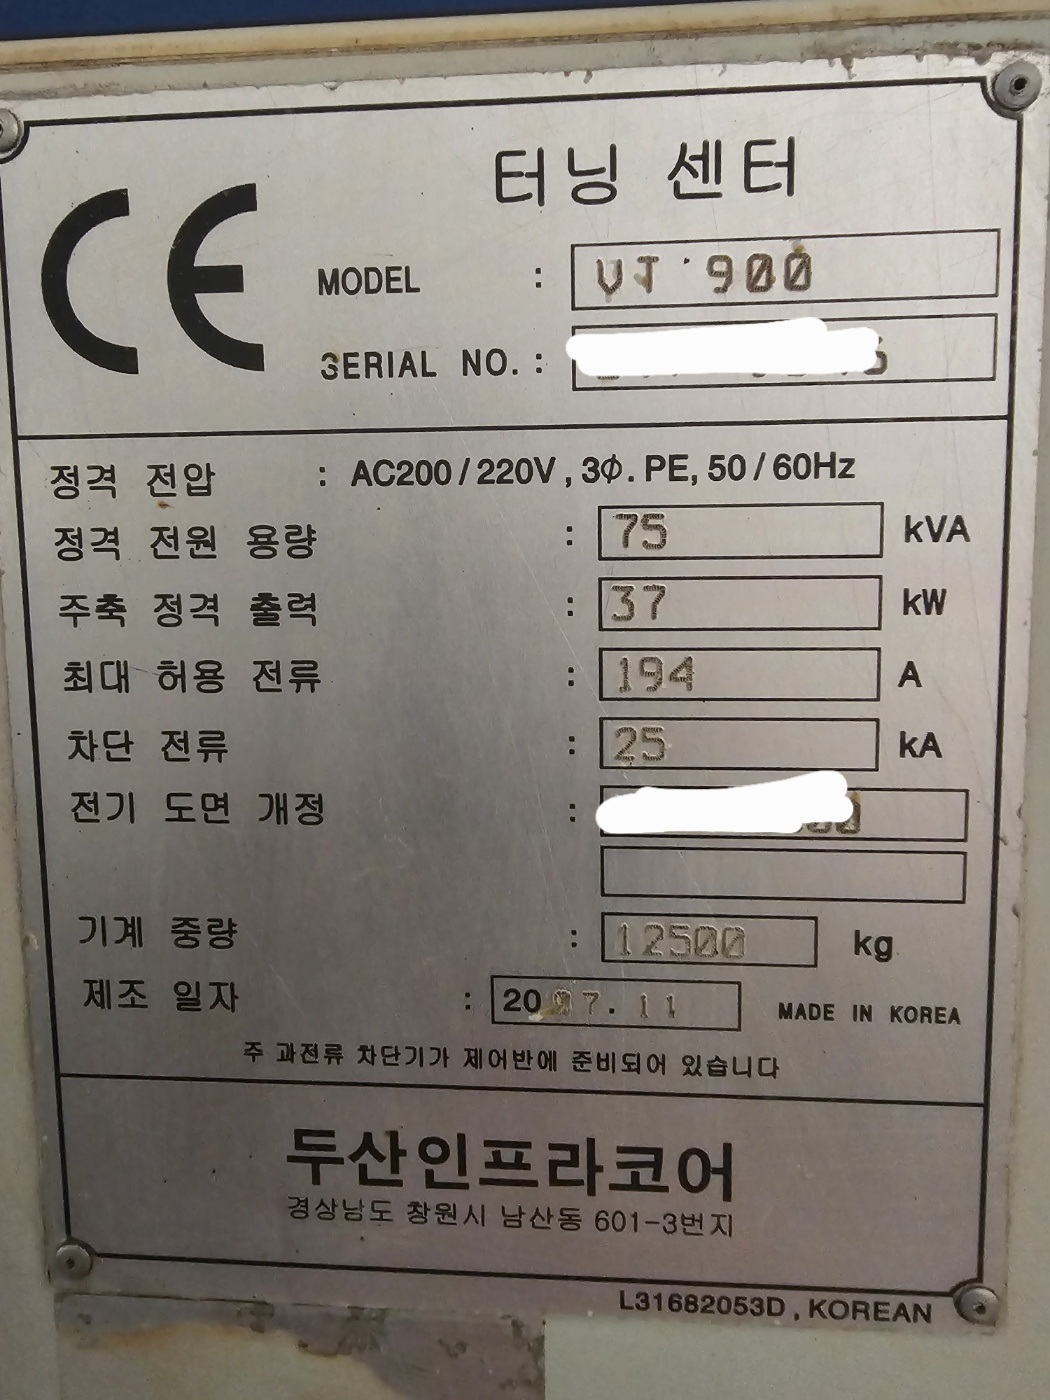 CE
터닝 센터
MODEL : VT 900
SERIAL NO. :
정격 전압 : AC200/220V, 3Φ. PE, 50/60Hz
정격 전원 용량 : 75 kVA
주축 정격 출력 : 37 kW
최대 허용 전류 : 194 A
차단 전류 : 25 kA
전기 도면 개정 :
기계 중량 : 12500 kg
제조 일자 : 2007.11 MADE IN KOREA
주 과전류 차단기가 제어반에 준비되어 있습니다
두산인프라코어
경상남도 창원시 남산동 601-3번지
L31682053D, KOREAN